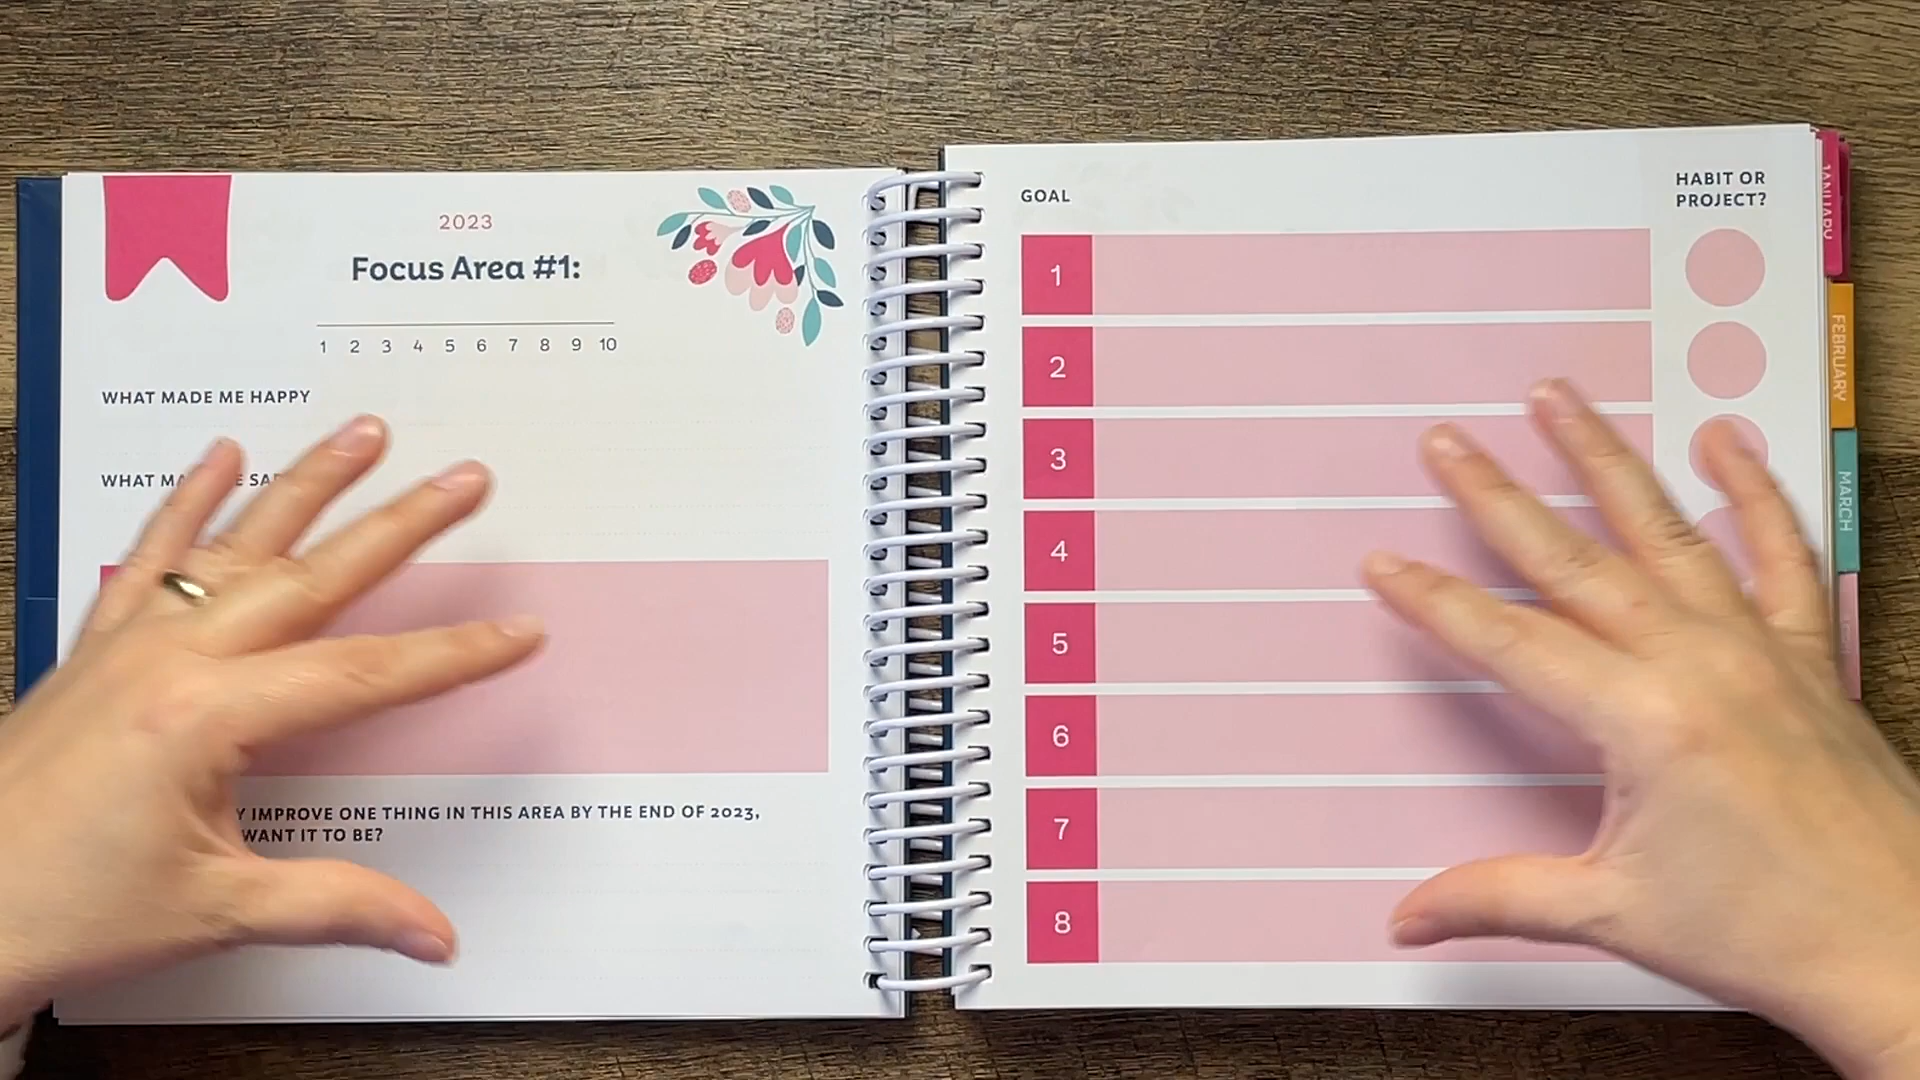 2023
Focus Area #1:
1 2 3 4 5 6 7 8 9 10
WHAT MADE ME HAPPY
WHAT
IMPROVE ONE THING IN THIS AREA BY THE END OF 2023,
WANT IT TO BE?
GOAL
HABIT OR
PROJECT?
1
2
3
4
5
6
7
8
JANUARY
FEBRUARY
MARCH